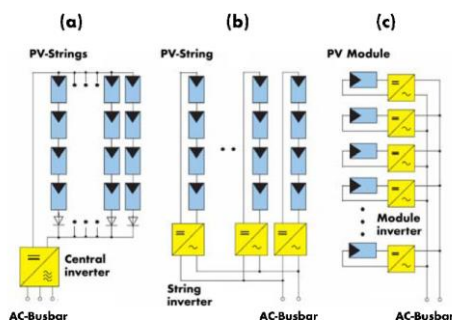 (a)
PV-Strings
Central
inverter
AC-Busbar
(b)
PV-String
String
inverter
AC-Busbar
(c)
PV Module
Module
inverter
AC-Busbar